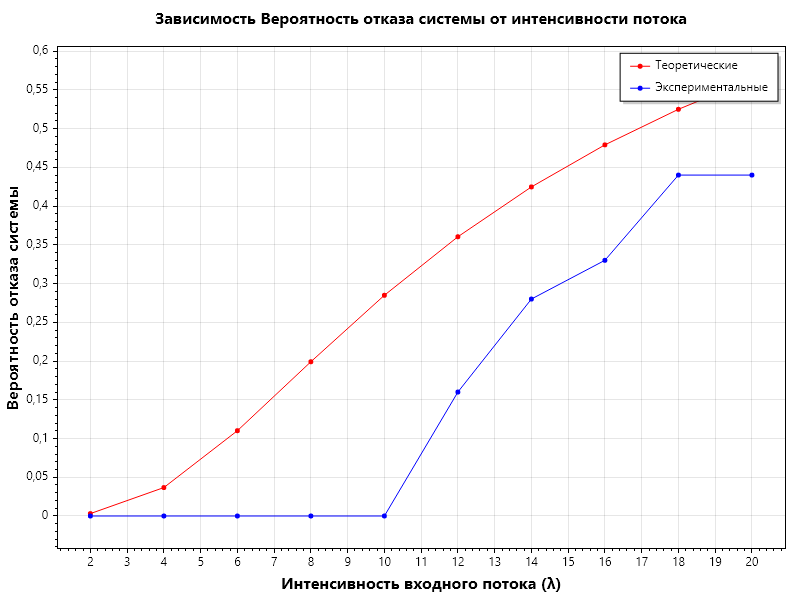 Зависимость Вероятность отказа системы от интенсивности потока
Теоретические
Экспериментальные
Вероятность отказа системы
0,6
0,55
0,5
0,45
0,4
0,35
0,3
0,25
0,2
0,15
0,1
0,05
0
2 3 4 5 6 7 8 9 10 11 12 13 14 15 16 17 18 19 20
Интенсивность входного потока (λ)